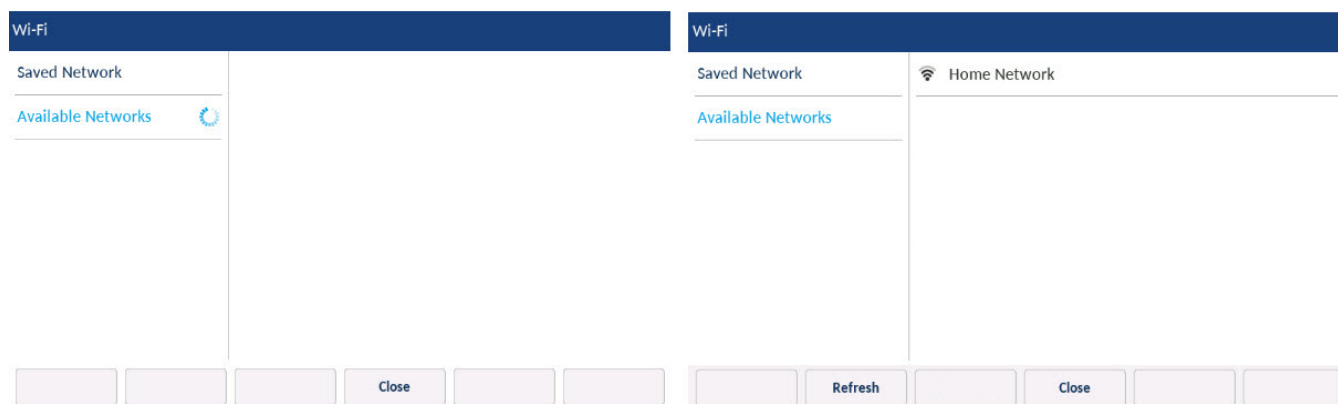 Wi-Fi
Saved Network
Available Networks
Close
Wi-Fi
Saved Network
Home Network
Available Networks
Refresh
Close